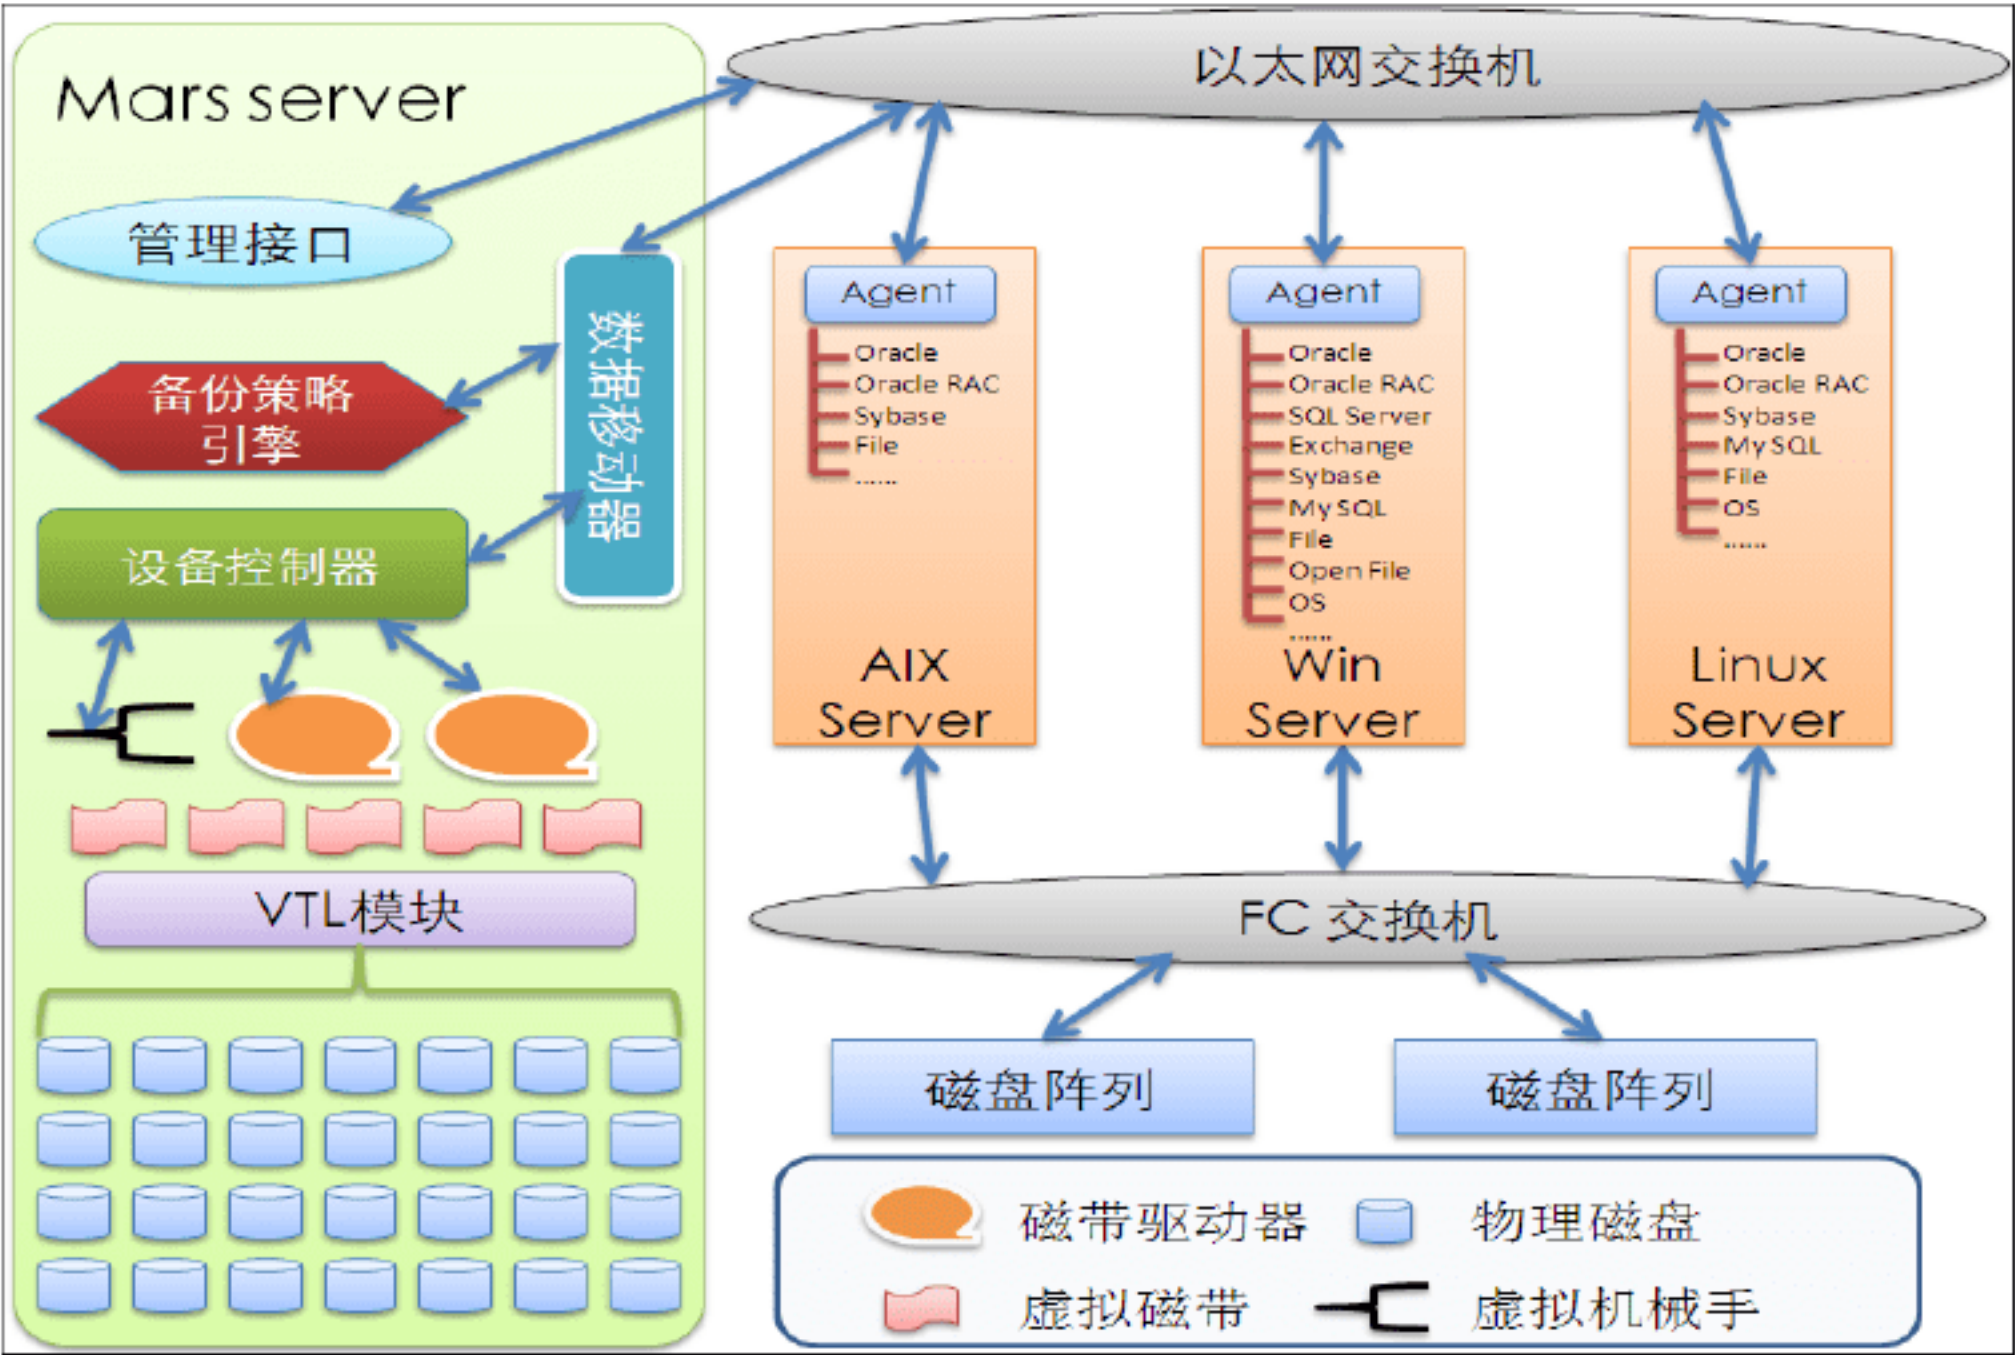 以太网交换机
Mars server
管理接口
数据移动器
备份策略
引擎
设备控制器
VTL模块
Agent
Oracle
Oracle RAC
Sybase
File
......
AIX
Server
Agent
Oracle
Oracle RAC
SQL Server
Exchange
Sybase
My SQL
File
Open File
OS
......
Win
Server
Agent
Oracle
Oracle RAC
Sybase
My SQL
File
OS
......
Linux
Server
FC 交换机
磁盘阵列
磁盘阵列
磁带驱动器
物理磁盘
虚拟磁带
虚拟机械手